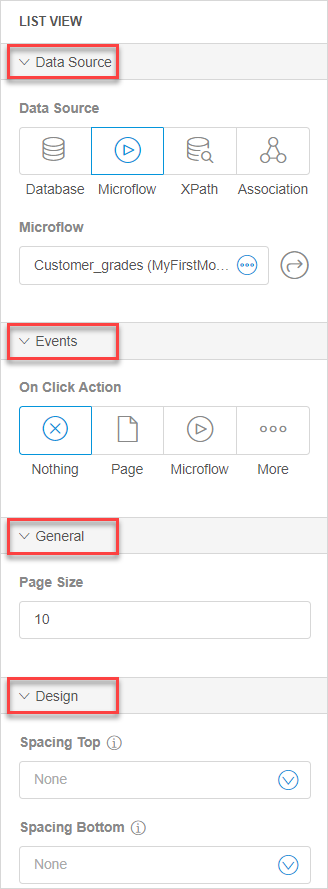 LIST VIEW
Data Source
Data Source
Database Microflow XPath Association
Microflow
Customer_grades (MyFirstMo...
Events
On Click Action
Nothing Page Microflow More
General
Page Size
10
Design
Spacing Top
None
Spacing Bottom
None